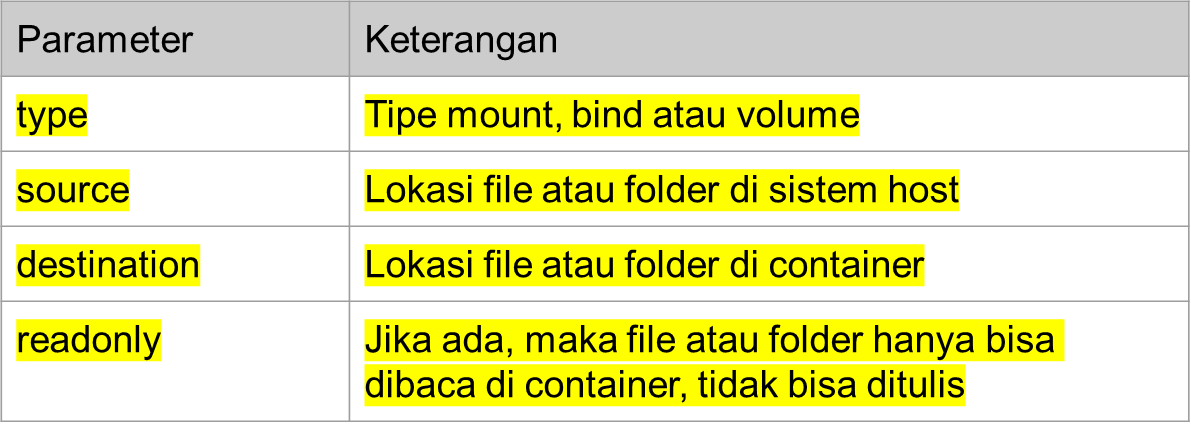 Parameter Keterangan
type Tipe mount, bind atau volume
source Lokasi file atau folder di sistem host
destination Lokasi file atau folder di container
readonly Jika ada, maka file atau folder hanya bisa
dibaca di container, tidak bisa ditulis